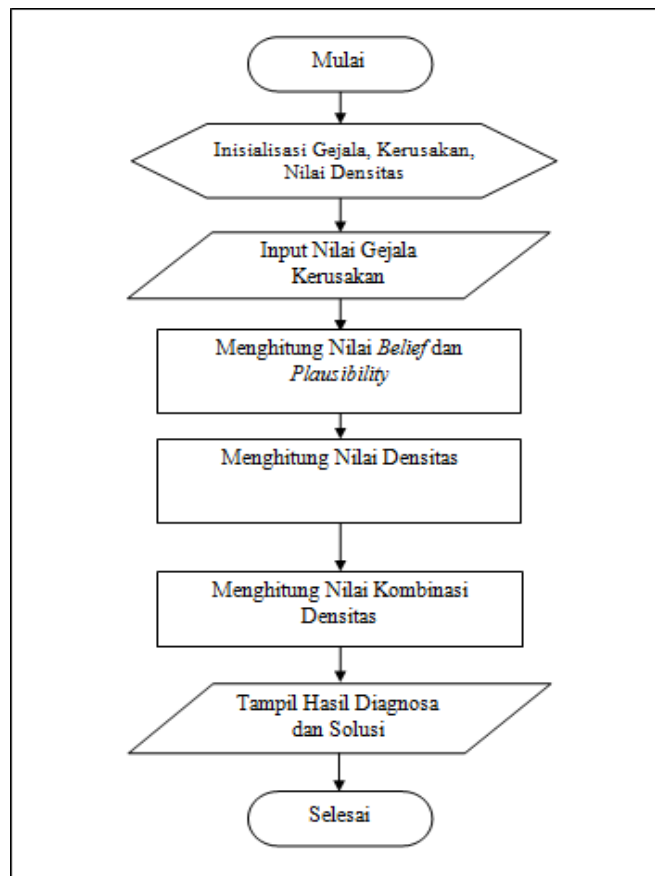 Mulai
Inisialisasi Gejala, Kerusakan,
Nilai Densitas
Input Nilai Gejala
Kerusakan
Menghitung Nilai Belief dan
Plausibility
Menghitung Nilai Densitas
Menghitung Nilai Kombinasi
Densitas
Tampil Hasil Diagnosa
dan Solusi
Selesai